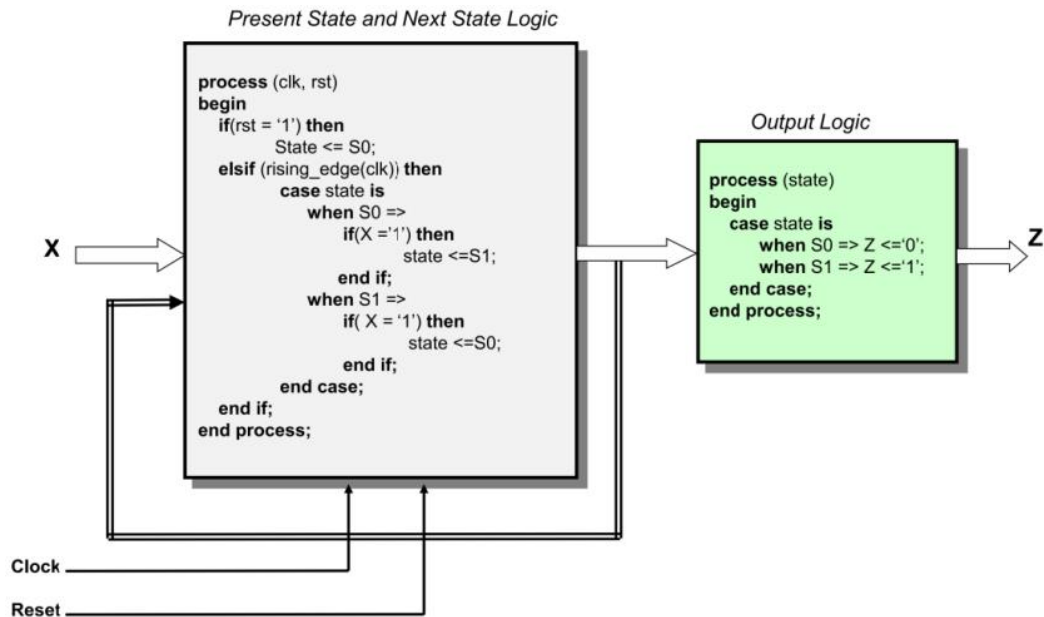 Present State and Next State Logic
process (clk, rst)
begin
if(rst = ‘1’) then
State <= S0;
elsif (rising_edge(clk)) then
case state is
when S0 =>
if(X =‘1’) then
state <=S1;
end if;
when S1 =>
if( X = ‘1’) then
state <=S0;
end if;
end case;
end if;
end process;
Output Logic
process (state)
begin
case state is
when S0 => Z <=‘0’;
when S1 => Z <=‘1’;
end case;
end process;
X
Z
Clock
Reset